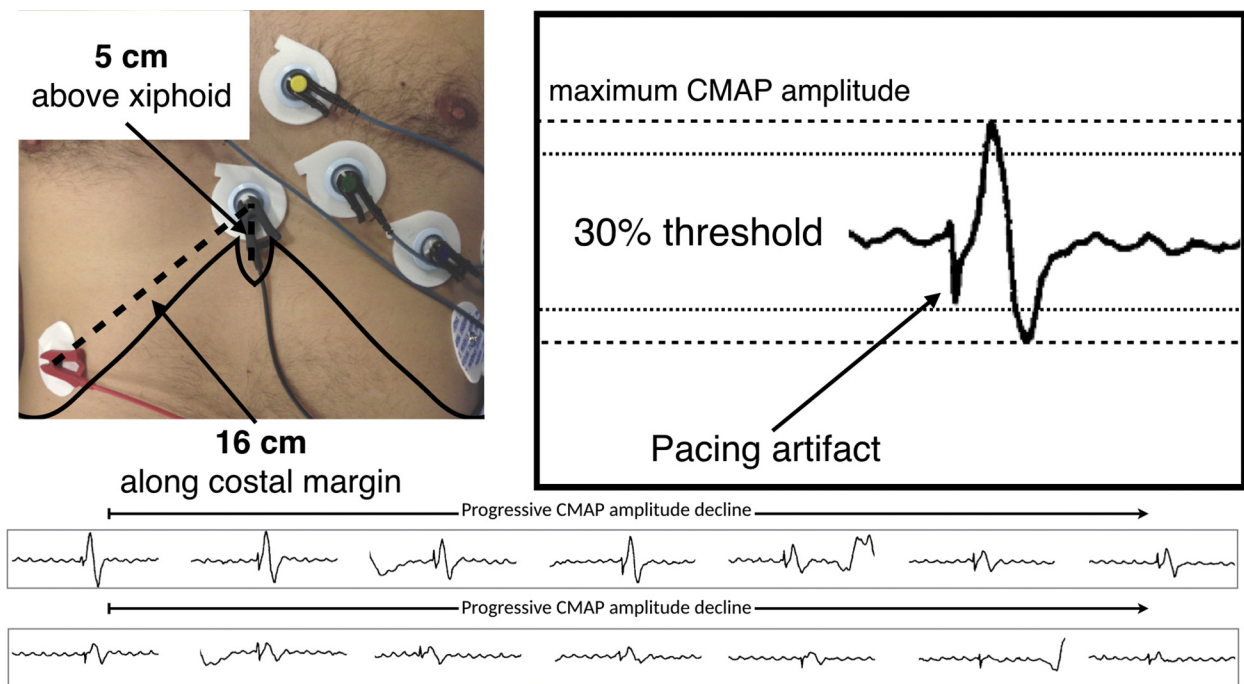 5 cm
above xiphoid
16 cm
along costal margin
maximum CMAP amplitude
30% threshold
Pacing artifact
Progressive CMAP amplitude decline
Progressive CMAP amplitude decline